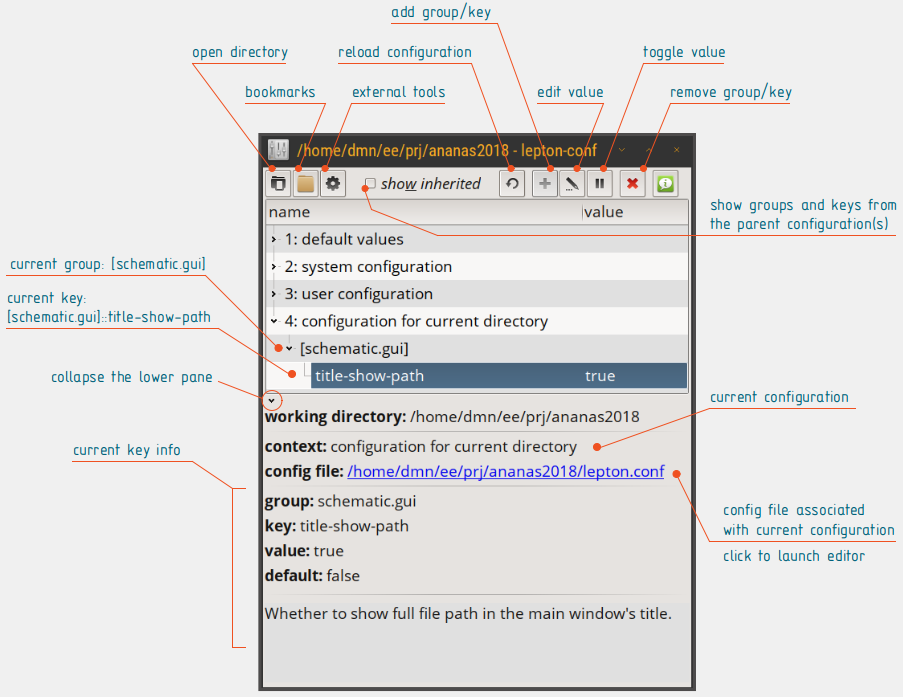 add group/key
open directory
reload configuration
toggle value
bookmarks
external tools
edit value
remove group/key
/home/dmn/ee/prj/ananas2018 - lepton-conf
show inherited
name
value
show groups and keys from
the parent configuration(s)
1: default values
2: system configuration
3: user configuration
4: configuration for current directory
current group: [schematic.gui]
[schematic.gui]
current key:
[schematic.gui]::title-show-path
title-show-path
true
collapse the lower pane
working directory: /home/dmn/ee/prj/ananas2018
current configuration
context: configuration for current directory
config file: /home/dmn/ee/prj/ananas2018/lepton.conf
current key info
config file associated
with current configuration
click to launch editor
group: schematic.gui
key: title-show-path
value: true
default: false
Whether to show full file path in the main window's title.